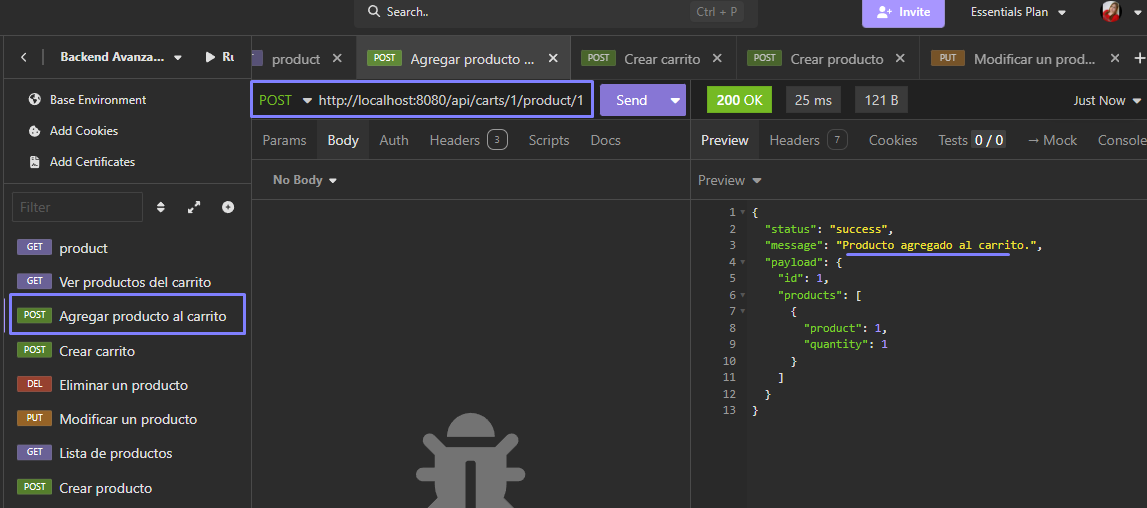 Search.. Ctrl + P Invite Essentials Plan
Backend Avanza... Ru product POST Agregar producto ... POST Crear carrito POST Crear producto PUT Modificar un prod...
Base Environment
Add Cookies
Add Certificates
Filter
GET product
GET Ver productos del carrito
POST Agregar producto al carrito
POST Crear carrito
DEL Eliminar un producto
PUT Modificar un producto
GET Lista de productos
POST Crear producto
POST http://localhost:8080/api/carts/1/product/1 Send
Params Body Auth Headers 3 Scripts Docs
No Body
200 OK 25 ms 121 B Just Now
Preview Headers 7 Cookies Tests 0 / 0 → Mock Console
Preview
1 {
2 "status": "success",
3 "message": "Producto agregado al carrito.",
4 "payload": {
5 "id": 1,
6 "products": [
7 {
8 "product": 1,
9 "quantity": 1
10 }
11 ]
12 }
13 }